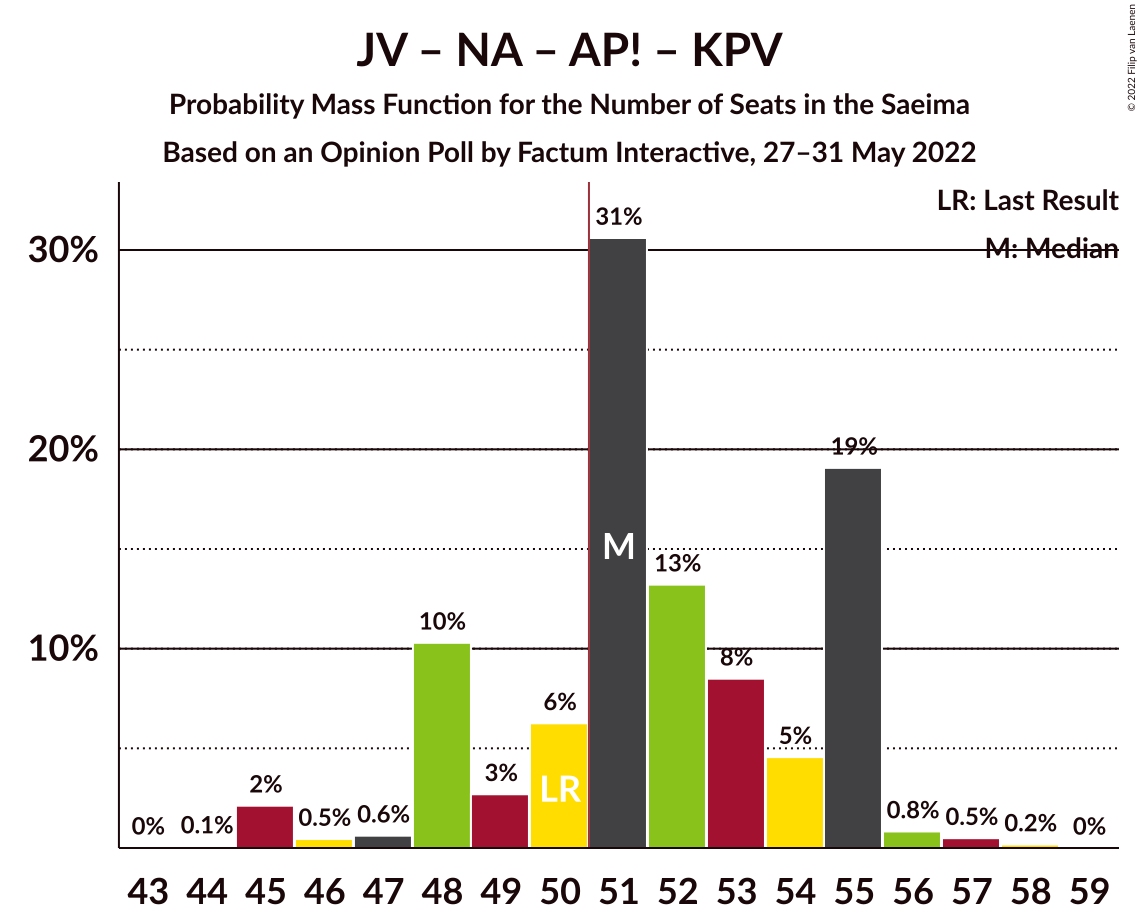 JV – NA – AP! – KPV
Probability Mass Function for the Number of Seats in the Saeima
Based on an Opinion Poll by Factum Interactive, 27–31 May 2022
© 2022 Filip van Laenen
LR: Last Result
M: Median
30%
20%
10%
0%
0.1%
2%
0.5%
0.6%
10%
3%
6%
31%
13%
8%
5%
19%
0.8%
0.5%
0.2%
0%
LR
M
43 44 45 46 47 48 49 50 51 52 53 54 55 56 57 58 59